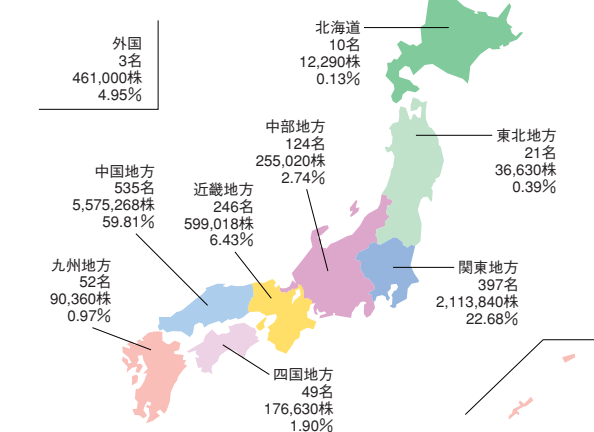 北海道
10名
12,290株
0.13%
外国
3名
461,000株
4.95%
中部地方
124名
255,020株
2.74%
東北地方
21名
36,630株
0.39%
中国地方
535名
5,575,268株
59.81%
近畿地方
246名
599,018株
6.43%
九州地方
52名
90,360株
0.97%
関東地方
397名
2,113,840株
22.68%
四国地方
49名
176,630株
1.90%